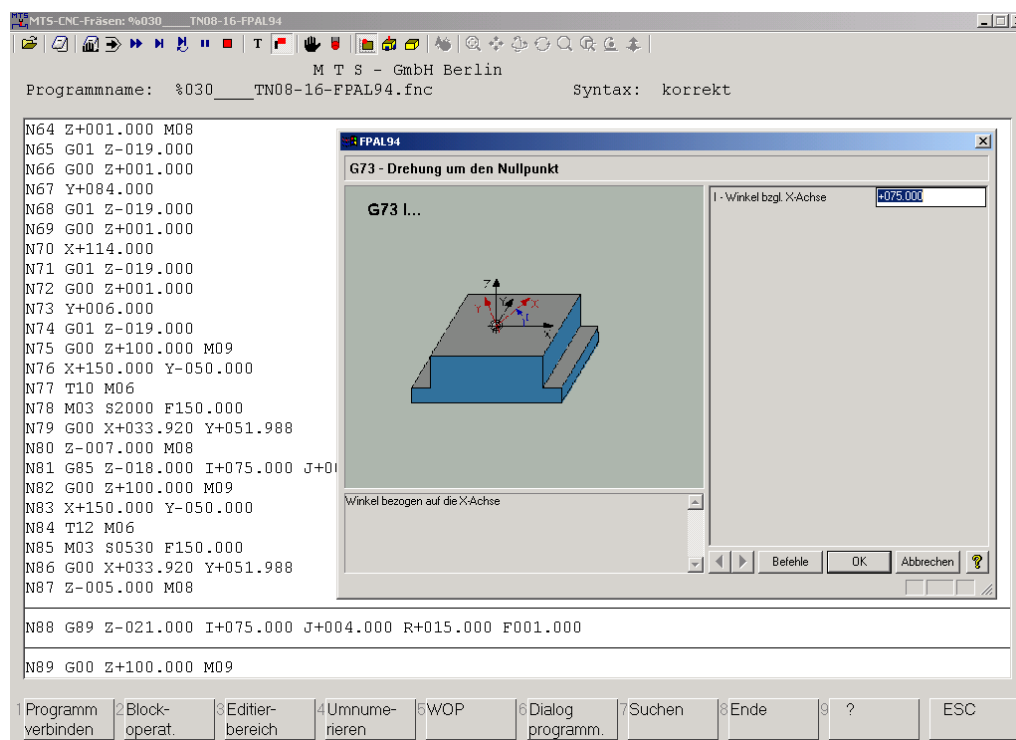 MTS-CNC-Fräsen: %030____TN08-16-FPAL94
M T S - GmbH Berlin
Programmname: %030____TN08-16-FPAL94.fnc Syntax: korrekt
N64 Z+001.000 M08
N65 G01 Z-019.000
N66 G00 Z+001.000
N67 Y+084.000
N68 G01 Z-019.000
N69 G00 Z+001.000
N70 X+114.000
N71 G01 Z-019.000
N72 G00 Z+001.000
N73 Y+006.000
N74 G01 Z-019.000
N75 G00 Z+100.000 M09
N76 X+150.000 Y-050.000
N77 T10 M06
N78 M03 S2000 F150.000
N79 G00 X+033.920 Y+051.988
N80 Z-007.000 M08
N81 G85 Z-018.000 I+075.000 J+0
N82 G00 Z+100.000 M09
N83 X+150.000 Y-050.000
N84 T12 M06
N85 M03 S0530 F150.000
N86 G00 X+033.920 Y+051.988
N87 Z-005.000 M08
N88 G89 Z-021.000 I+075.000 J+004.000 R+015.000 F001.000
N89 G00 Z+100.000 M09
FPAL94
G73 - Drehung um den Nullpunkt
G73 I...
Z
Y
Y
X
I
X
I - Winkel bzgl. X-Achse +075.000
Winkel bezogen auf die X-Achse
Befehle OK Abbrechen ?
1 Programm verbinden
2 Block-operat.
3 Editier-bereich
4 Umnume-rieren
5 WOP
6 Dialog programm.
7 Suchen
8 Ende
9 ?
ESC